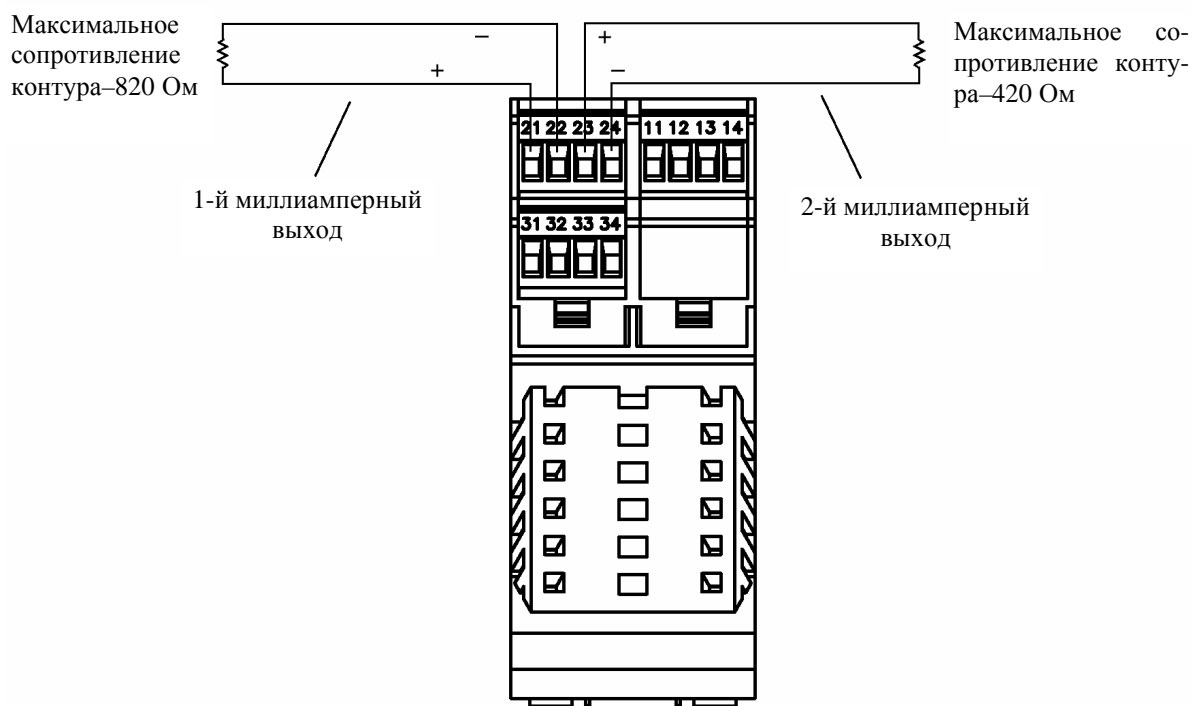 Максимальное
сопротивление
контура–820 Ом
–
+
+
–
Максимальное со-
противление конту-
ра–420 Ом
21 22 23 24
11 12 13 14
1-й миллиамперный
выход
2-й миллиамперный
выход
31 32 33 34